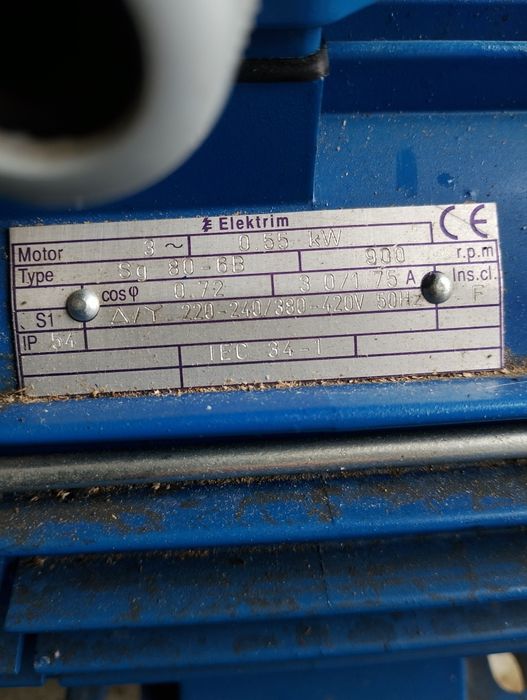 Elektrim CE
Motor 3~ 0.55 kW 900 r.p.m
Type Sg 80-6B Ins.cl.
cosφ 0.72 3.0/1.75 A F
S1 Δ/Y 220-240/380-420V 50Hz
IP 54
IEC 34-1